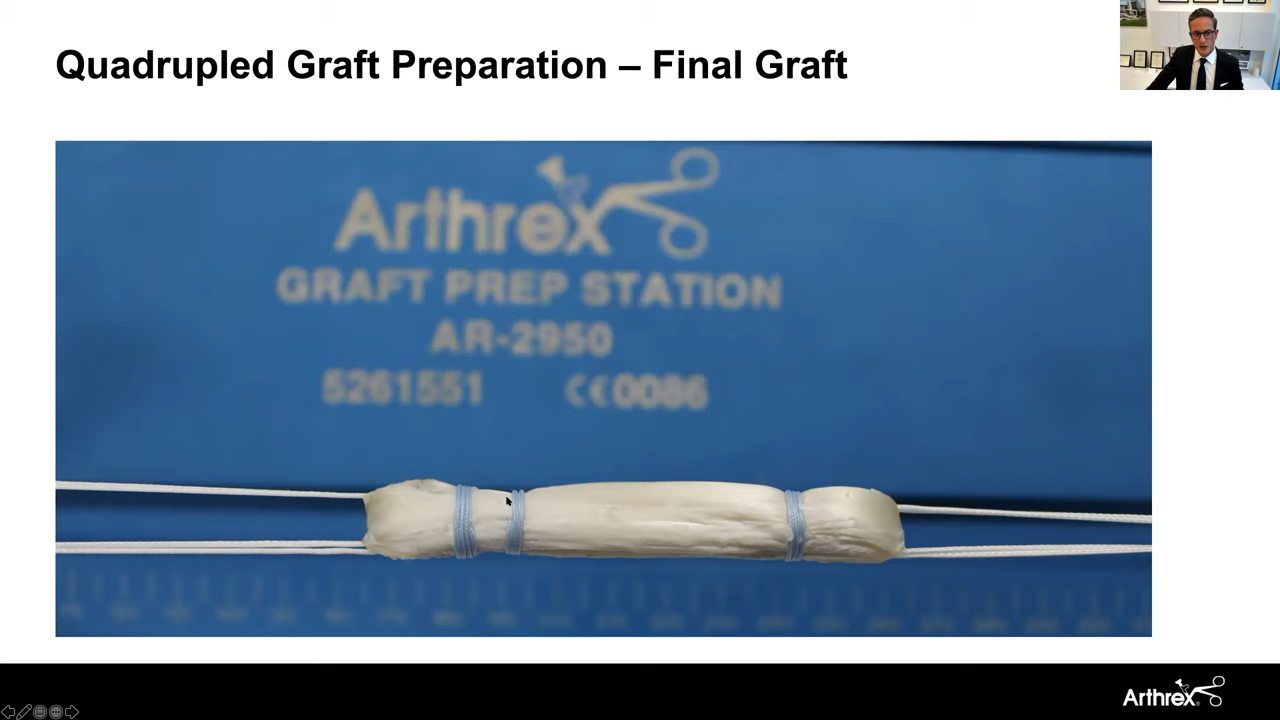 Quadrupled Graft Preparation – Final Graft
Arthrex
GRAFT PREP STATION
AR-2950
5261551 CE0086
Arthrex